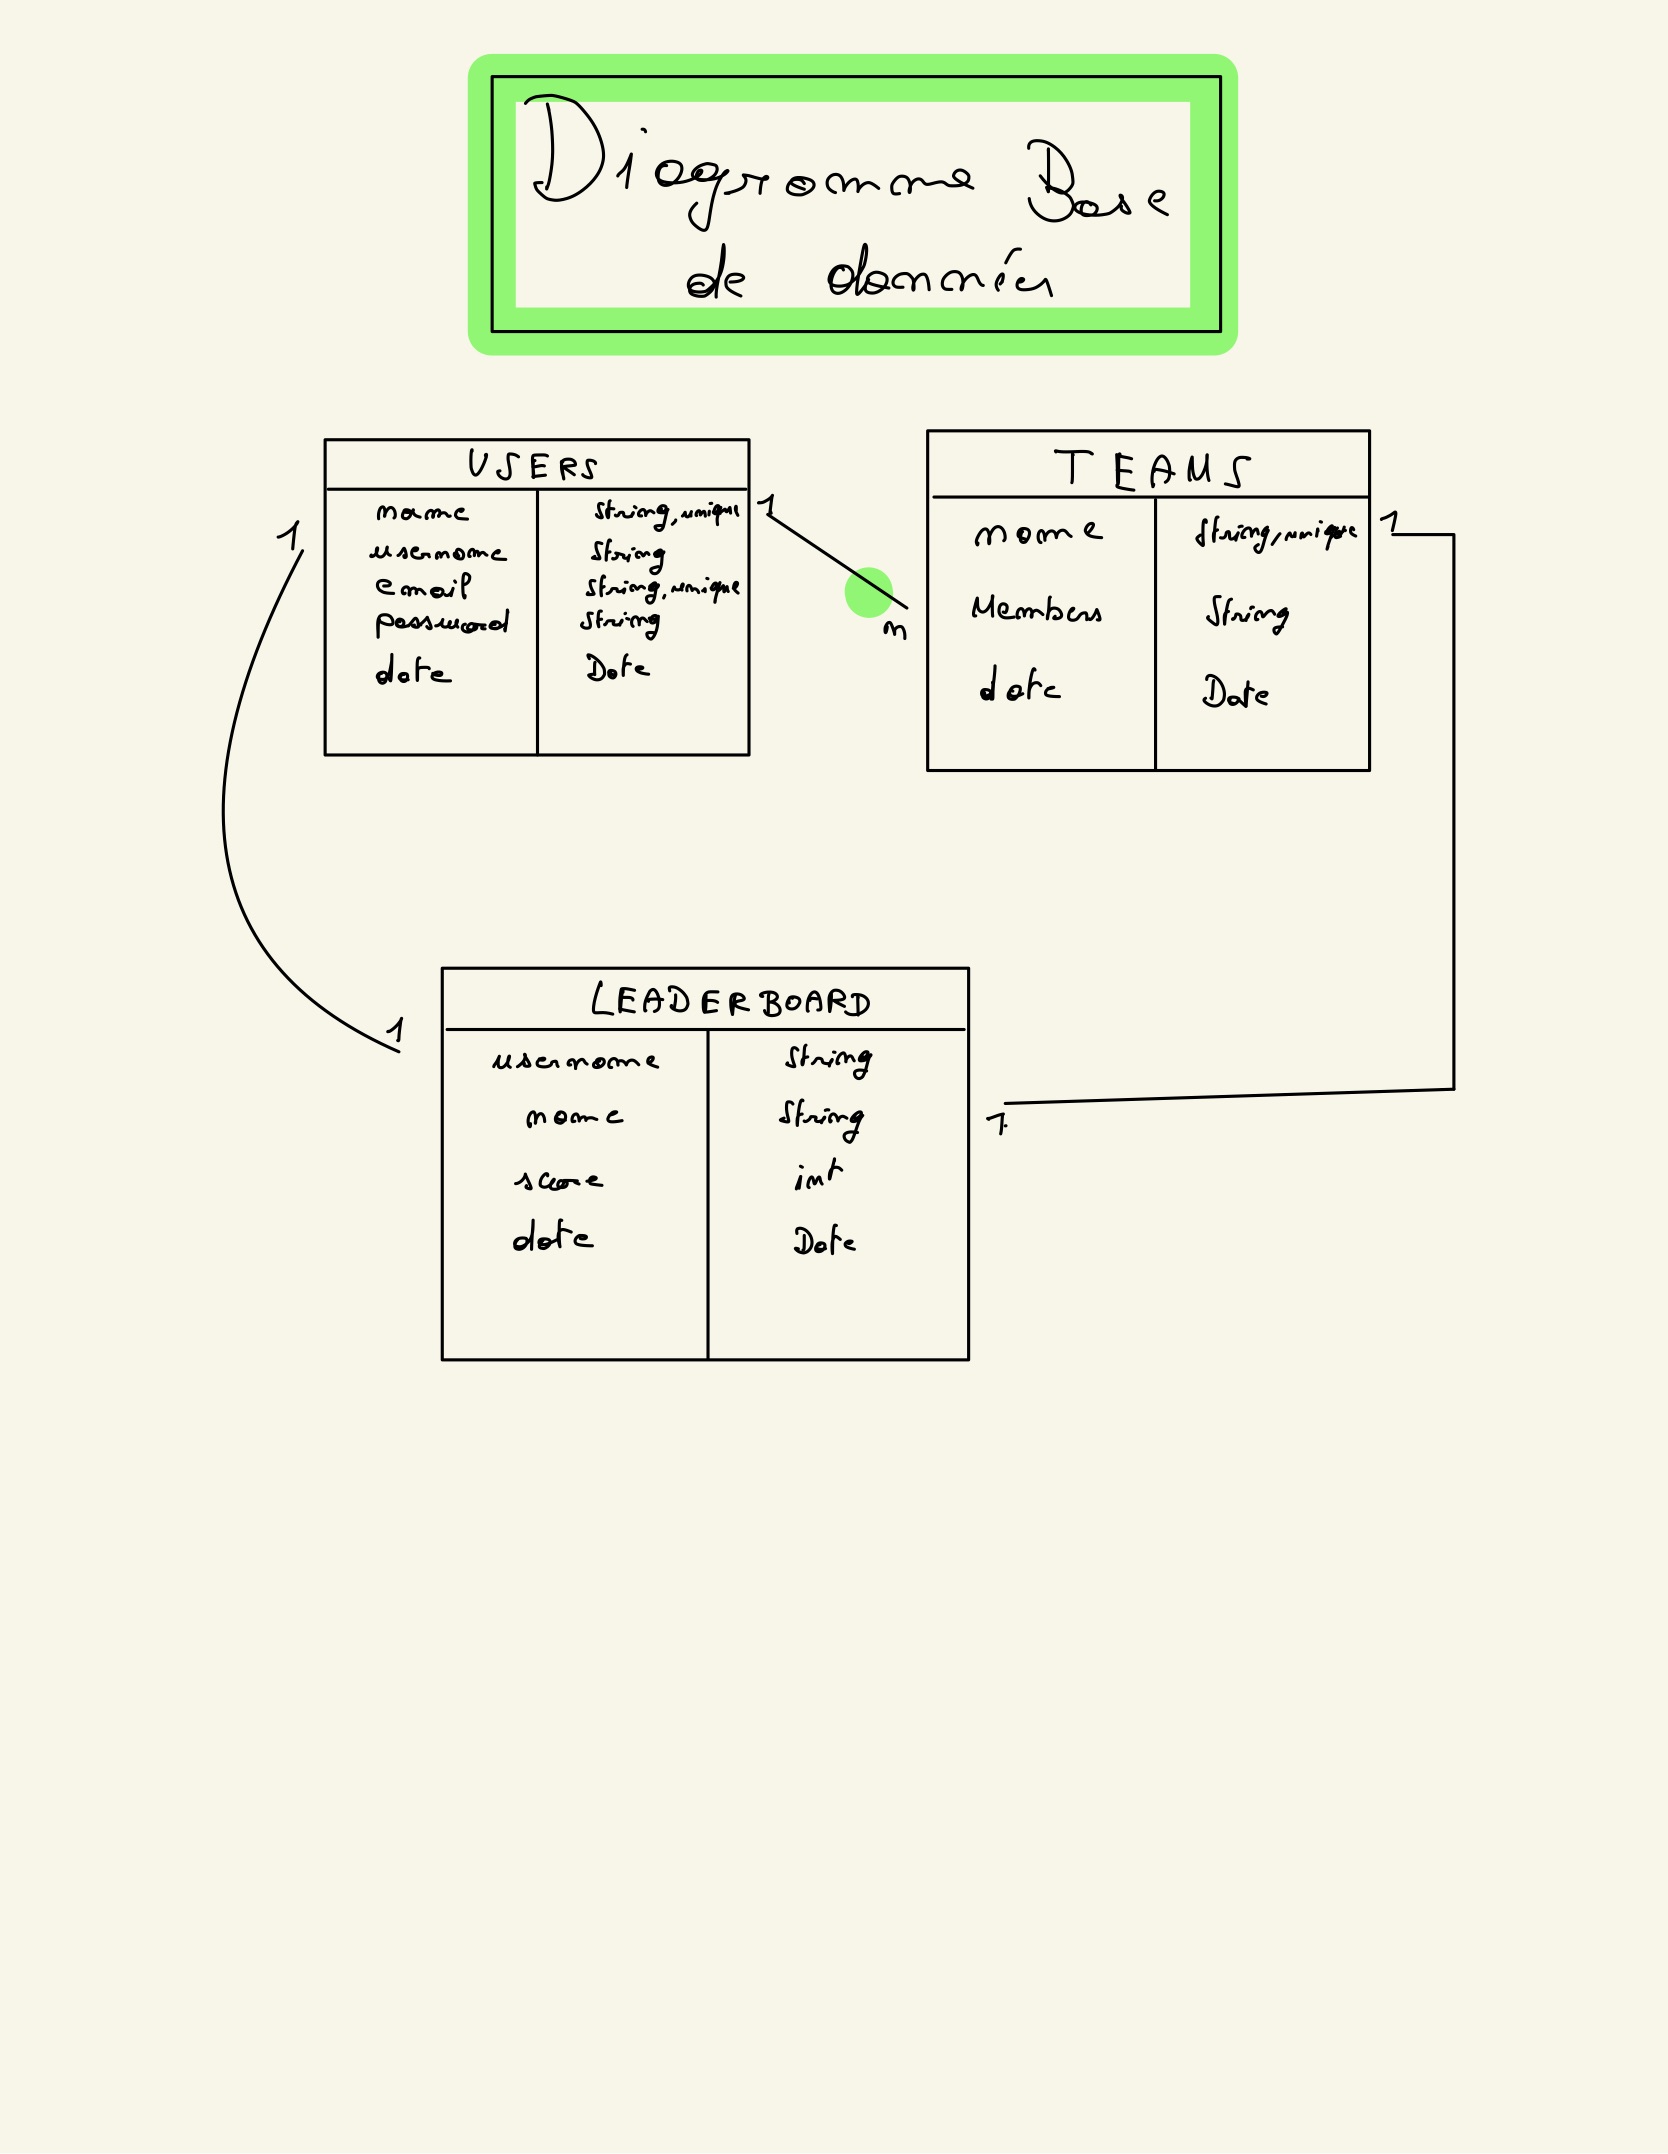 Diagramme Base
de données
USERS
name String, unique
username String
email String, unique
password String
date Date
1
1
n
TEAMS
name String, unique
Members String
date Date
1
1
LEADERBOARD
username String
name String
score int
date Date
1